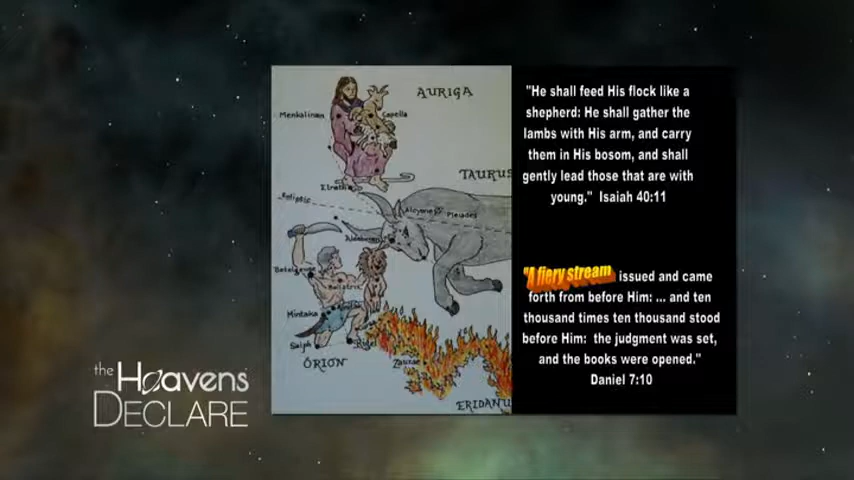 AURIGA
Menkalinan
Capella
TAURUS
Elnath
Ecliptic
Alcyone
Pleiades
Aldebaran
Betelgeuse
Bellatrix
Mintaka
Saiph
Rigel
Zaurac
ORION
ERIDANU
"He shall feed His flock like a
shepherd: He shall gather the
lambs with His arm, and carry
them in His bosom, and shall
gently lead those that are with
young." Isaiah 40:11
"A fiery stream issued and came
forth from before Him: ... and ten
thousand times ten thousand stood
before Him: the judgment was set,
and the books were opened."
Daniel 7:10
the Heavens
DECLARE